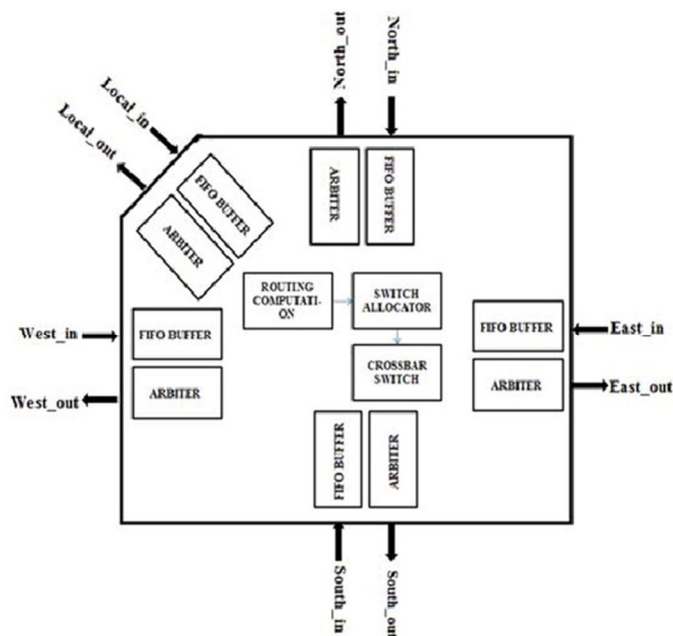 North_out
North_in
Local_in
Local_out
FIFO BUFFER
ARBITER
ARBITER
FIFO BUFFER
ROUTING
COMPUTATI-
ON
SWITCH
ALLOCATOR
West_in
FIFO BUFFER
FIFO BUFFER
East_in
CROSSBAR
SWITCH
West_out
ARBITER
ARBITER
East_out
FIFO BUFFER
ARBITER
South_in
South_out